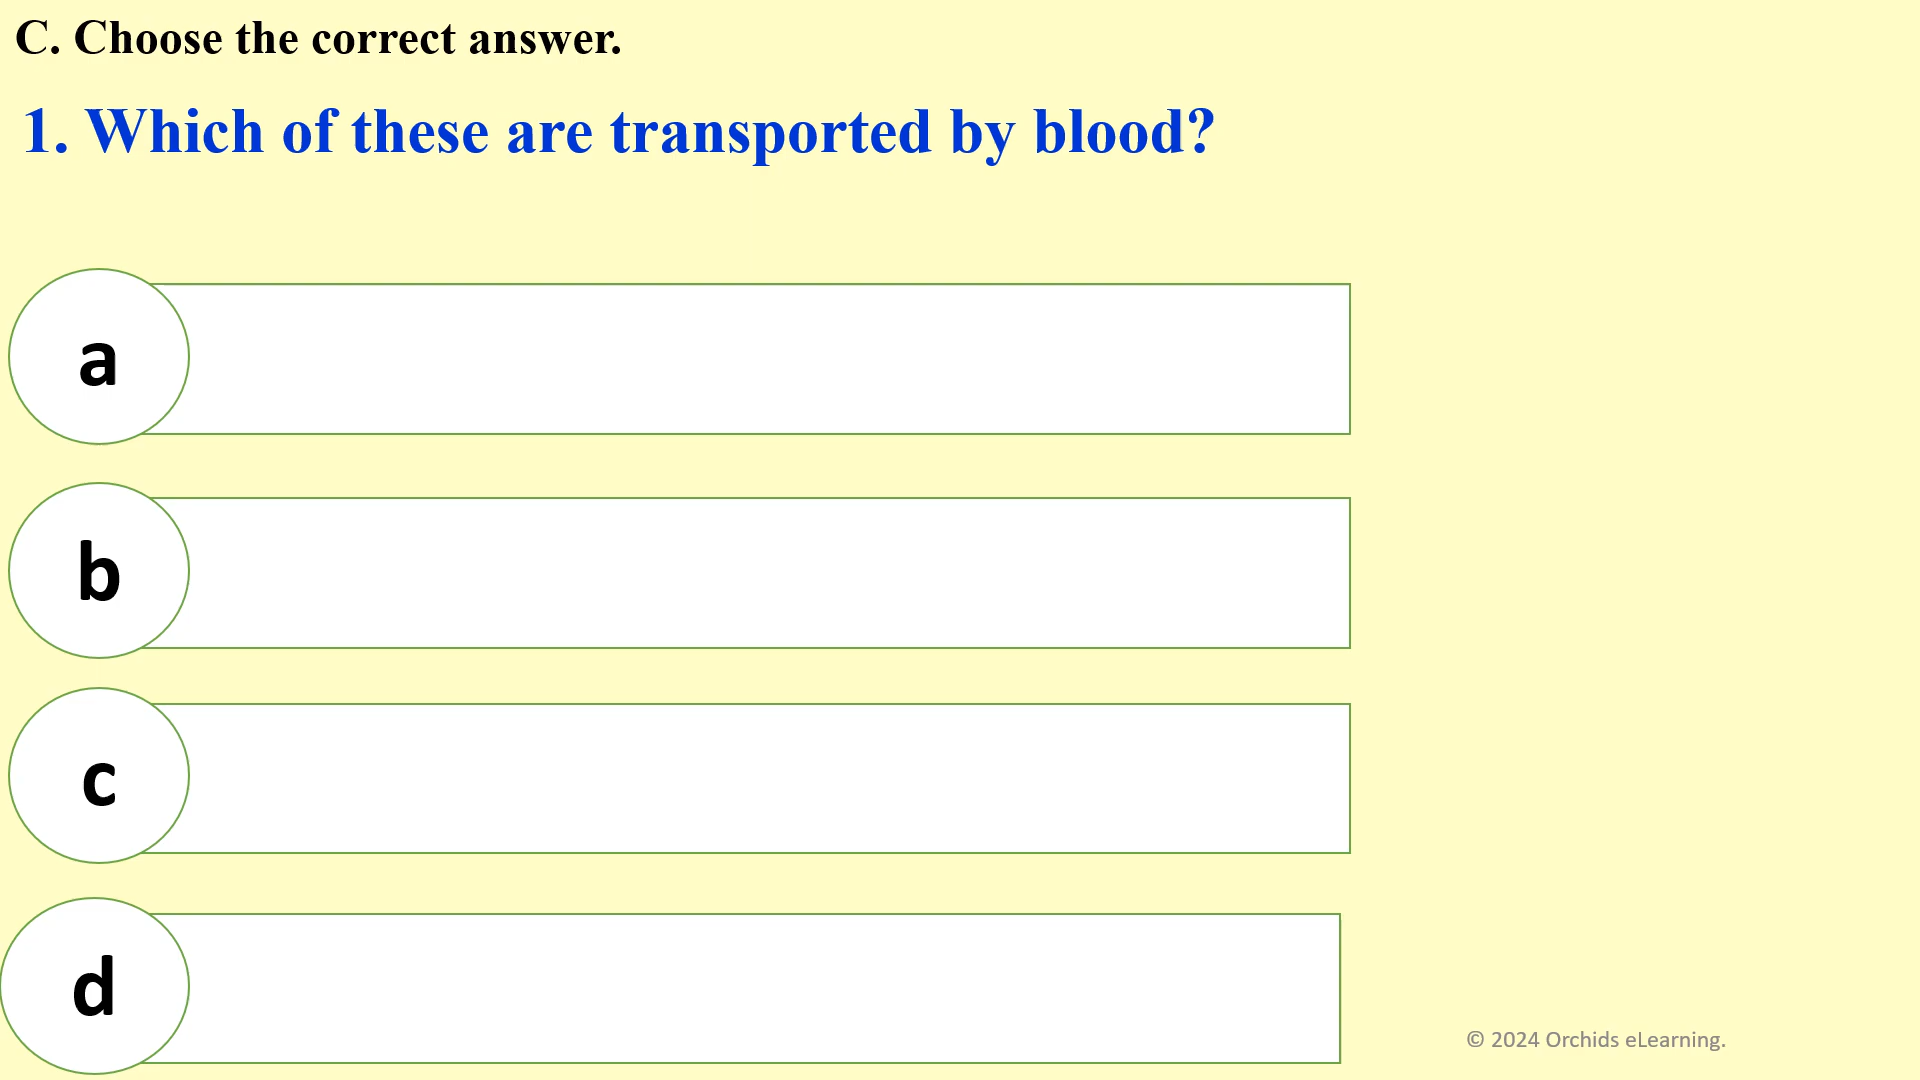 C. Choose the correct answer.
1. Which of these are transported by blood?
a
b
c
d
© 2024 Orchids eLearning.